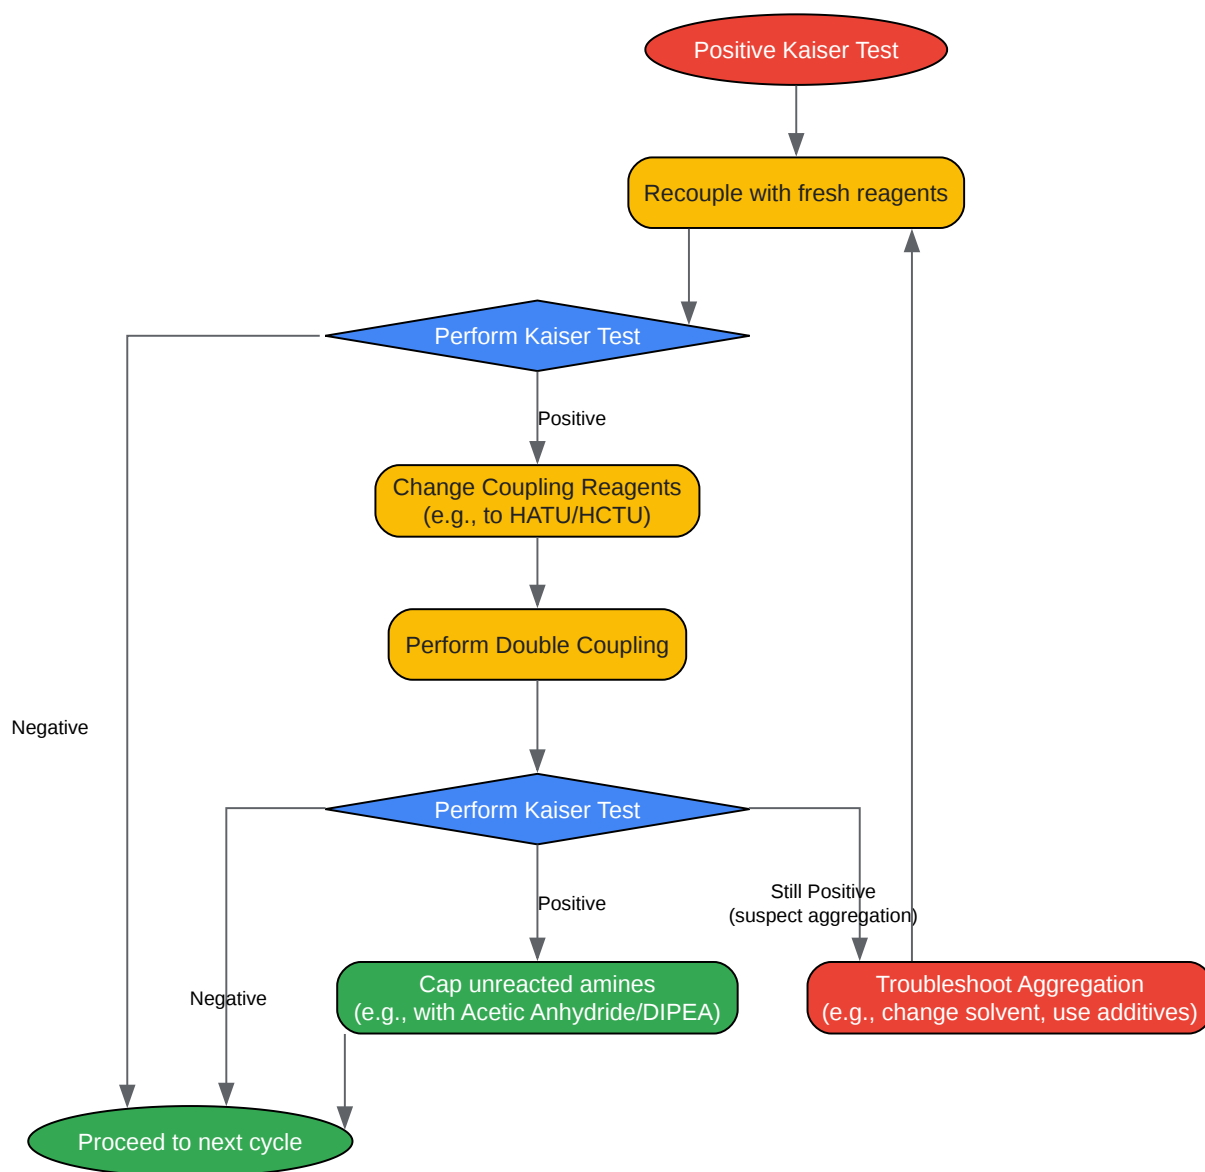 Positive Kaiser Test
Recouple with fresh reagents
Perform Kaiser Test
Positive
Change Coupling Reagents
(e.g., to HATU/HCTU)
Perform Double Coupling
Negative
Perform Kaiser Test
Still Positive
(suspect aggregation)
Positive
Cap unreacted amines
(e.g., with Acetic Anhydride/DIPEA)
Troubleshoot Aggregation
(e.g., change solvent, use additives)
Negative
Proceed to next cycle